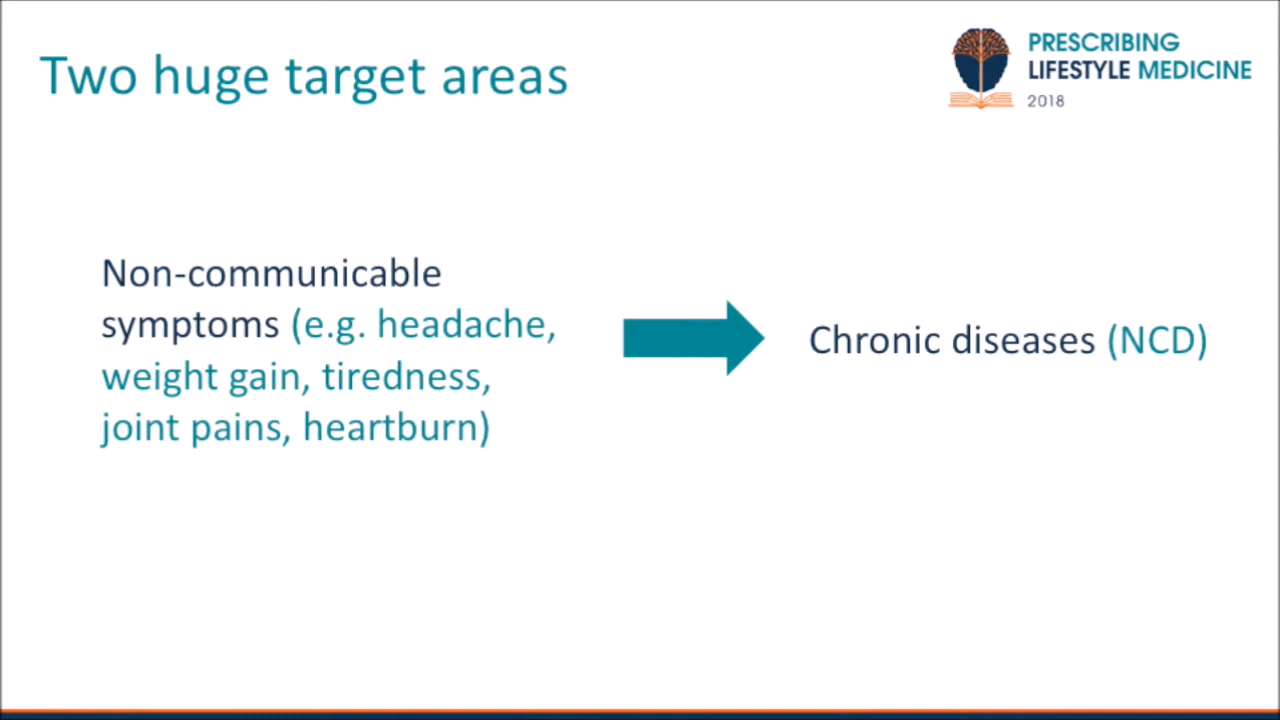 Two huge target areas
PRESCRIBING
LIFESTYLE MEDICINE
2018
Non-communicable
symptoms (e.g. headache,
weight gain, tiredness,
joint pains, heartburn)
Chronic diseases (NCD)